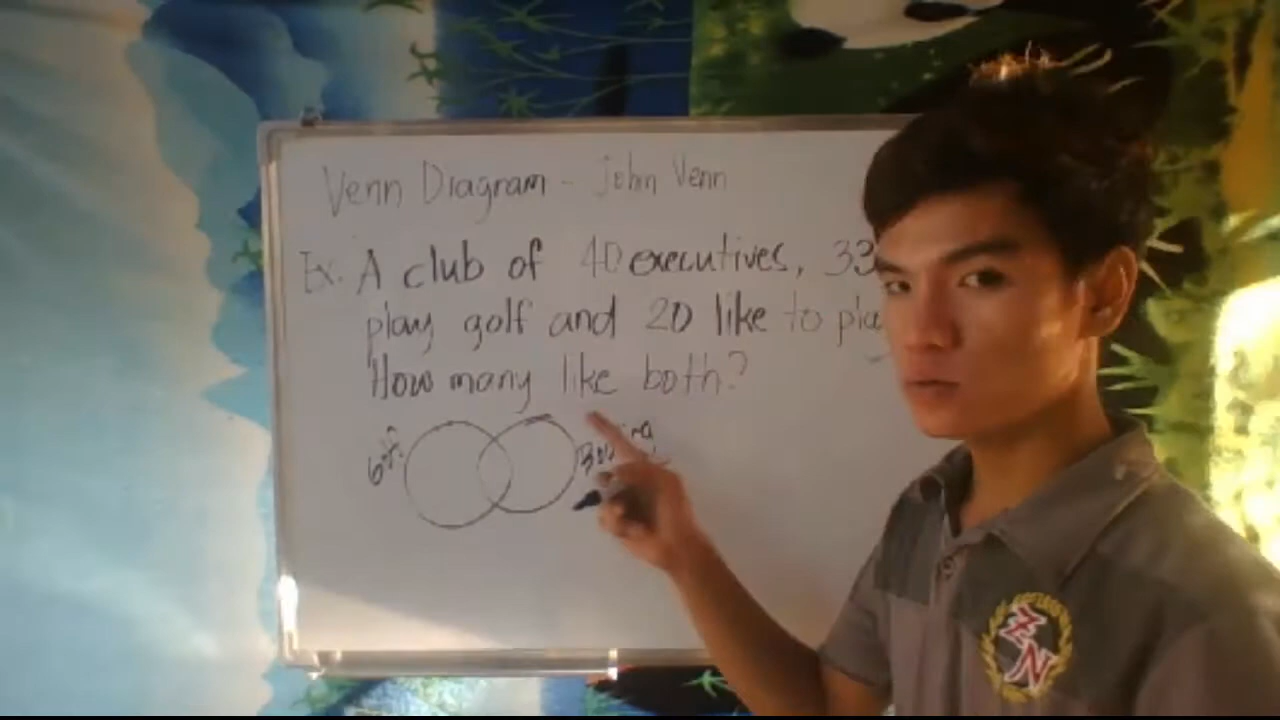 Venn Diagram - John Venn
Ex. A club of 40 executives, 33
play golf and 20 like to
How many like both?
Golf
ZN